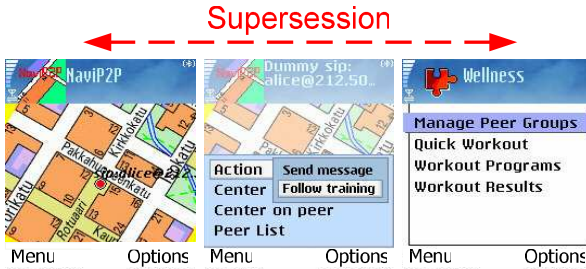 Supersession
NaviP2P NaviP2P
Kirkkokatu
Pakkahu
sip:alice@212
Rotuaari
Menu Options
NaviP2P Dummy sip:
alice@212.50...
Kirkkokatu
Action Send message
Center Follow training
Center on peer
Peer List
Menu Options
Wellness
Manage Peer Groups
Quick Workout
Workout Programs
Workout Results
Menu Options